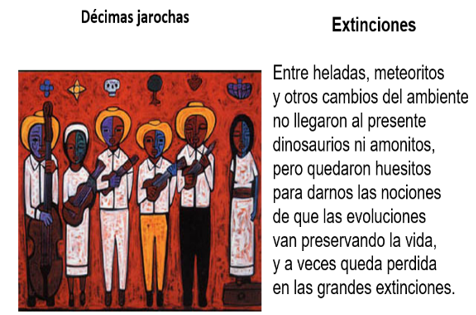 Décimas jarochas
Extinciones
Entre heladas, meteoritos
y otros cambios del ambiente
no llegaron al presente
dinosaurios ni amonitos,
pero quedaron huesitos
para darnos las nociones
de que las evoluciones
van preservando la vida,
y a veces queda perdida
en las grandes extinciones.